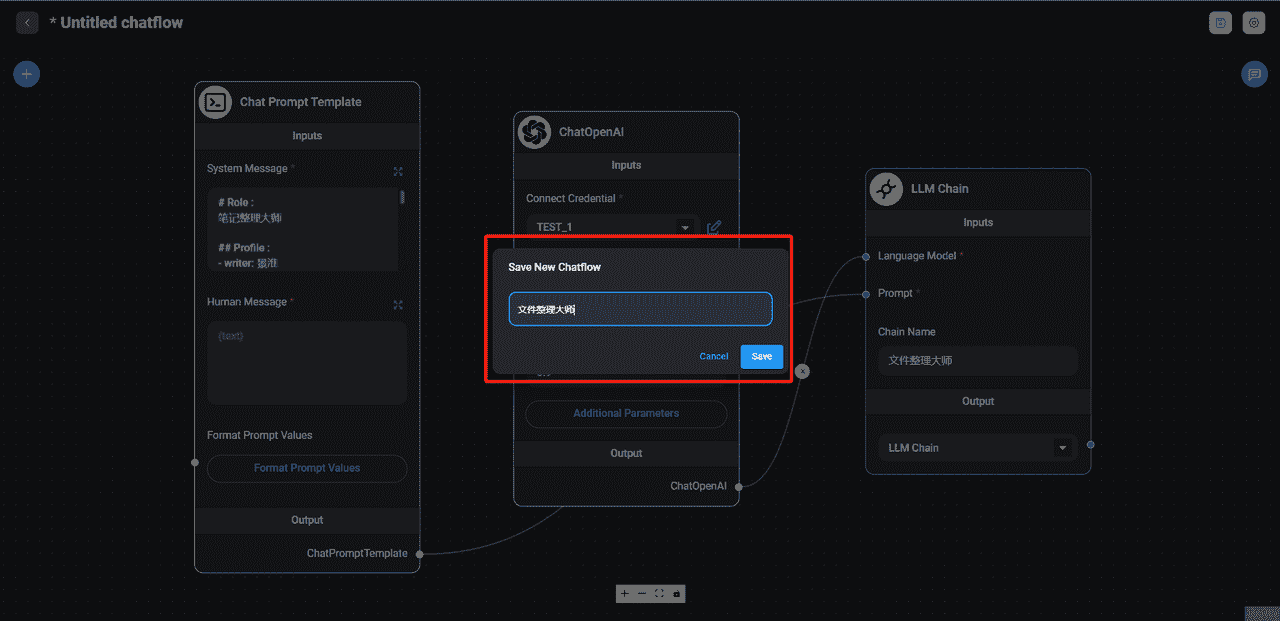 * Untitled chatflow
Chat Prompt Template
Inputs
System Message *
# Role :
笔记整理大师
## Profile :
- writer:
Human Message *
{text}
Format Prompt Values
Format Prompt Values
Output
ChatPromptTemplate
ChatOpenAI
Inputs
Connect Credential *
TEST_1
Save New Chatflow
文件整理大师
Cancel
Save
Additional Parameters
Output
ChatOpenAI
x
LLM Chain
Inputs
Language Model *
Prompt *
Chain Name
文件整理大师
Output
LLM Chain